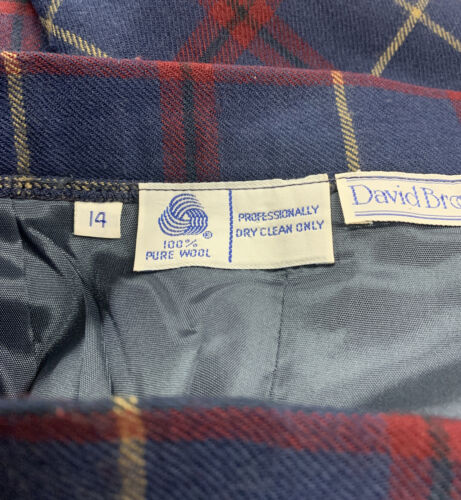 14
100%
PURE WOOL
®
PROFESSIONALLY
DRY CLEAN ONLY
David Bro